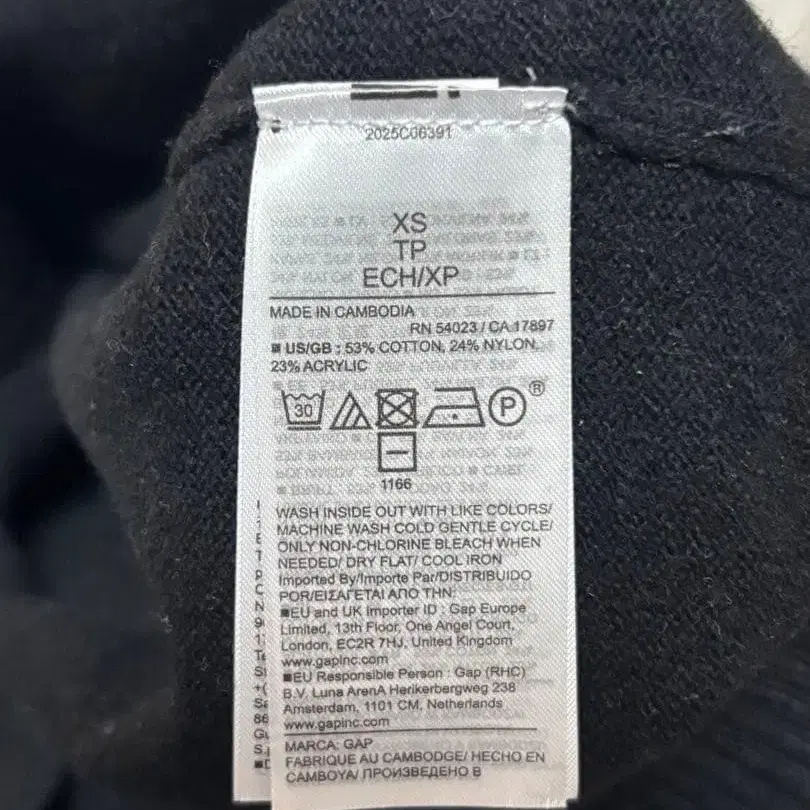 2025C06391
XS
TP
ECH/XP
MADE IN CAMBODIA
RN 54023 / CA 17897
■ US/GB : 53% COTTON, 24% NYLON,
23% ACRYLIC
30 P ®
1166
WASH INSIDE OUT WITH LIKE COLORS/
MACHINE WASH COLD GENTLE CYCLE/
ONLY NON-CHLORINE BLEACH WHEN
NEEDED/ DRY FLAT/ COOL IRON
Imported By/Importe Par/DISTRIBUIDO
POR/ΕΙΣΑΓΕΤΑΙ ΑΠΟ ΤΗΝ:
■EU and UK Importer ID : Gap Europe
Limited, 13th Floor, One Angel Court,
London, EC2R 7HJ, United Kingdom
www.gapinc.com
■EU Responsible Person : Gap (RHC)
B.V. Luna ArenA Herikerbergweg 238
Amsterdam, 1101 CM, Netherlands
www.gapinc.com
MARCA: GAP
FABRIQUE AU CAMBODGE/ HECHO EN
CAMBOYA/ ПРОИЗВЕДЕНО В